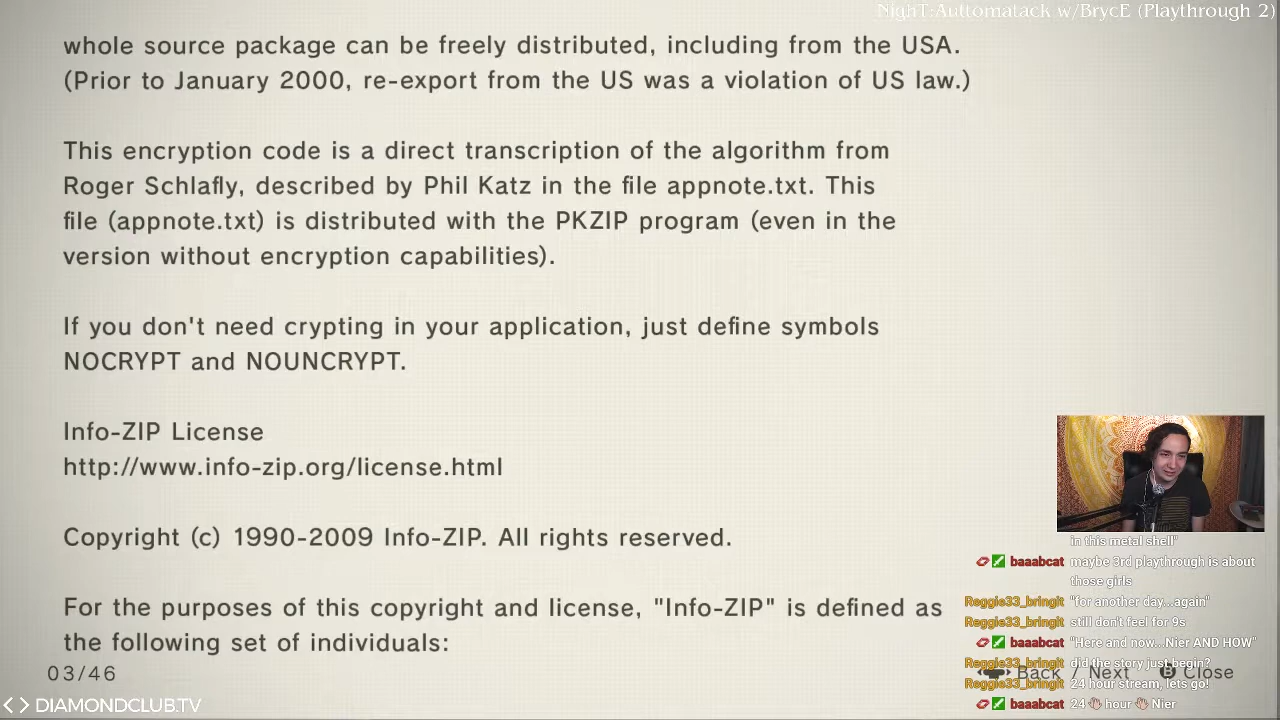 NighT:Auttomatack w/BrycE (Playthrough 2)
whole source package can be freely distributed, including from the USA.
(Prior to January 2000, re-export from the US was a violation of US law.)
This encryption code is a direct transcription of the algorithm from
Roger Schlafly, described by Phil Katz in the file appnote.txt. This
file (appnote.txt) is distributed with the PKZIP program (even in the
version without encryption capabilities).
If you don't need crypting in your application, just define symbols
NOCRYPT and NOUNCRYPT.
Info-ZIP License
http://www.info-zip.org/license.html
Copyright (c) 1990-2009 Info-ZIP. All rights reserved.
For the purposes of this copyright and license, "Info-ZIP" is defined as
the following set of individuals:
03/46
in this metal shell"
baaabcat maybe 3rd playthrough is about
those girls
Reggie33_bringit "for another day...again"
Reggie33_bringit still don't feel for 9s
baaabcat "Here and now...Nier AND HOW"
Reggie33_bringit did the story just begin?
Back / Next B Close
Reggie33_bringit 24 hour stream, lets go!
baaabcat 24 hour Nier
<> DIAMONDCLUB.TV